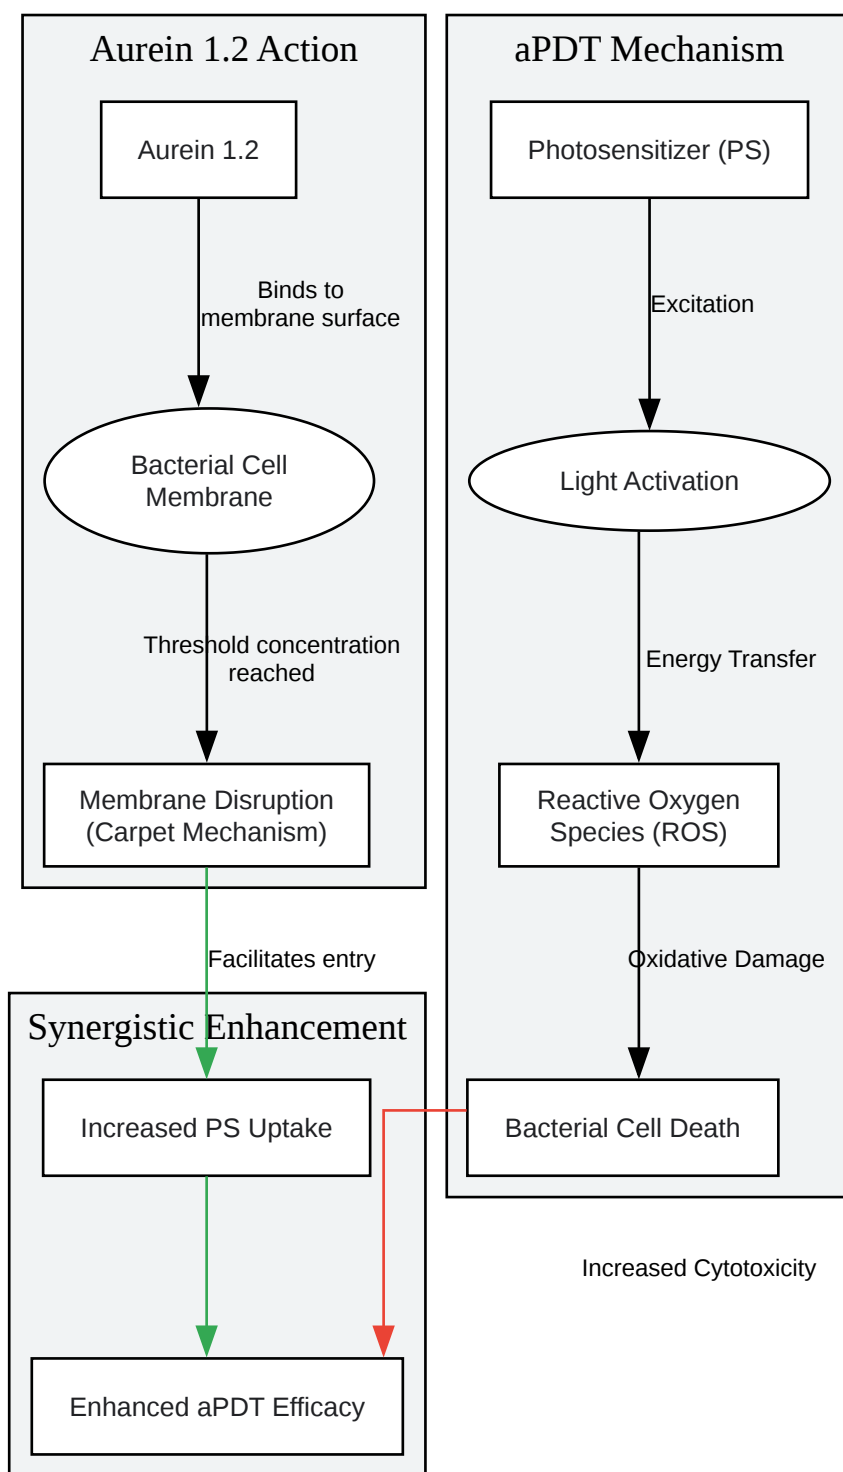 Aurein 1.2 Action
Aurein 1.2
Binds to
membrane surface
Bacterial Cell
Membrane
Threshold concentration
reached
Membrane Disruption
(Carpet Mechanism)
Facilitates entry
aPDT Mechanism
Photosensitizer (PS)
Excitation
Light Activation
Energy Transfer
Reactive Oxygen
Species (ROS)
Oxidative Damage
Bacterial Cell Death
Synergistic Enhancement
Increased PS Uptake
Increased Cytotoxicity
Enhanced aPDT Efficacy